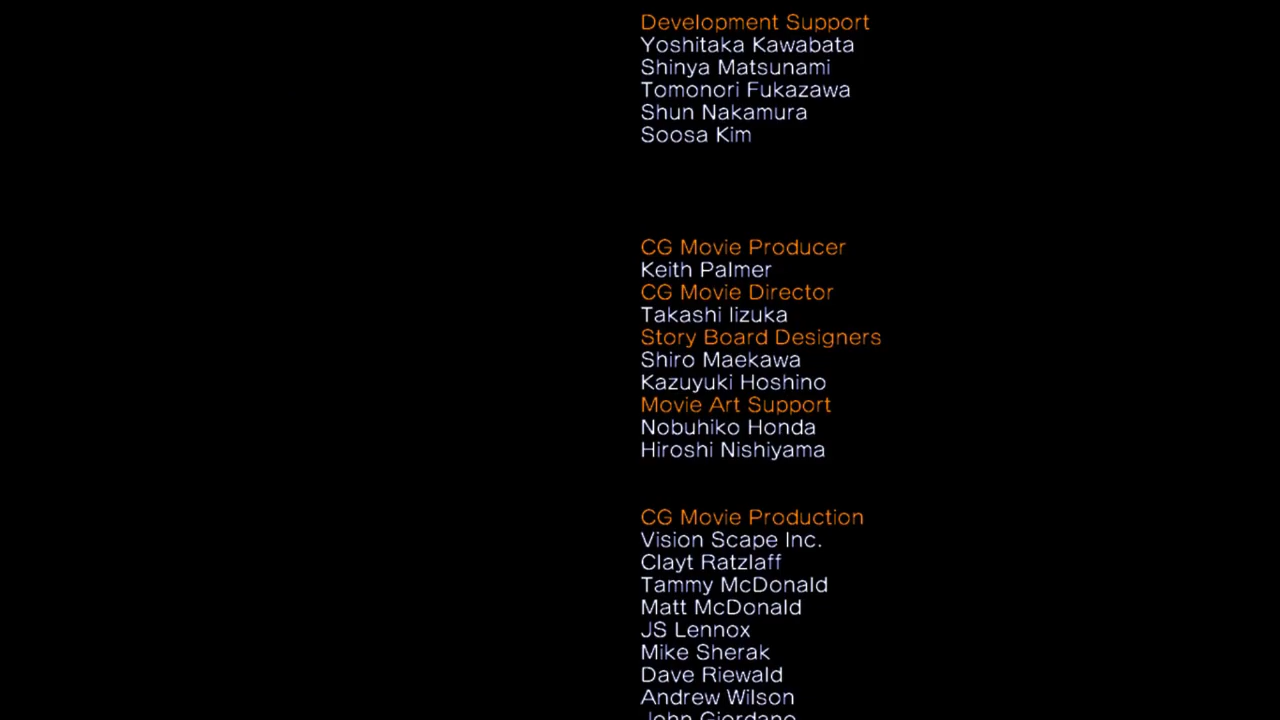 Development Support
Yoshitaka Kawabata
Shinya Matsunami
Tomonori Fukazawa
Shun Nakamura
Soosa Kim
CG Movie Producer
Keith Palmer
CG Movie Director
Takashi Iizuka
Story Board Designers
Shiro Maekawa
Kazuyuki Hoshino
Movie Art Support
Nobuhiko Honda
Hiroshi Nishiyama
CG Movie Production
Vision Scape Inc.
Clayt Ratzlaff
Tammy McDonald
Matt McDonald
JS Lennox
Mike Sherak
Dave Riewald
Andrew Wilson
John Giordano